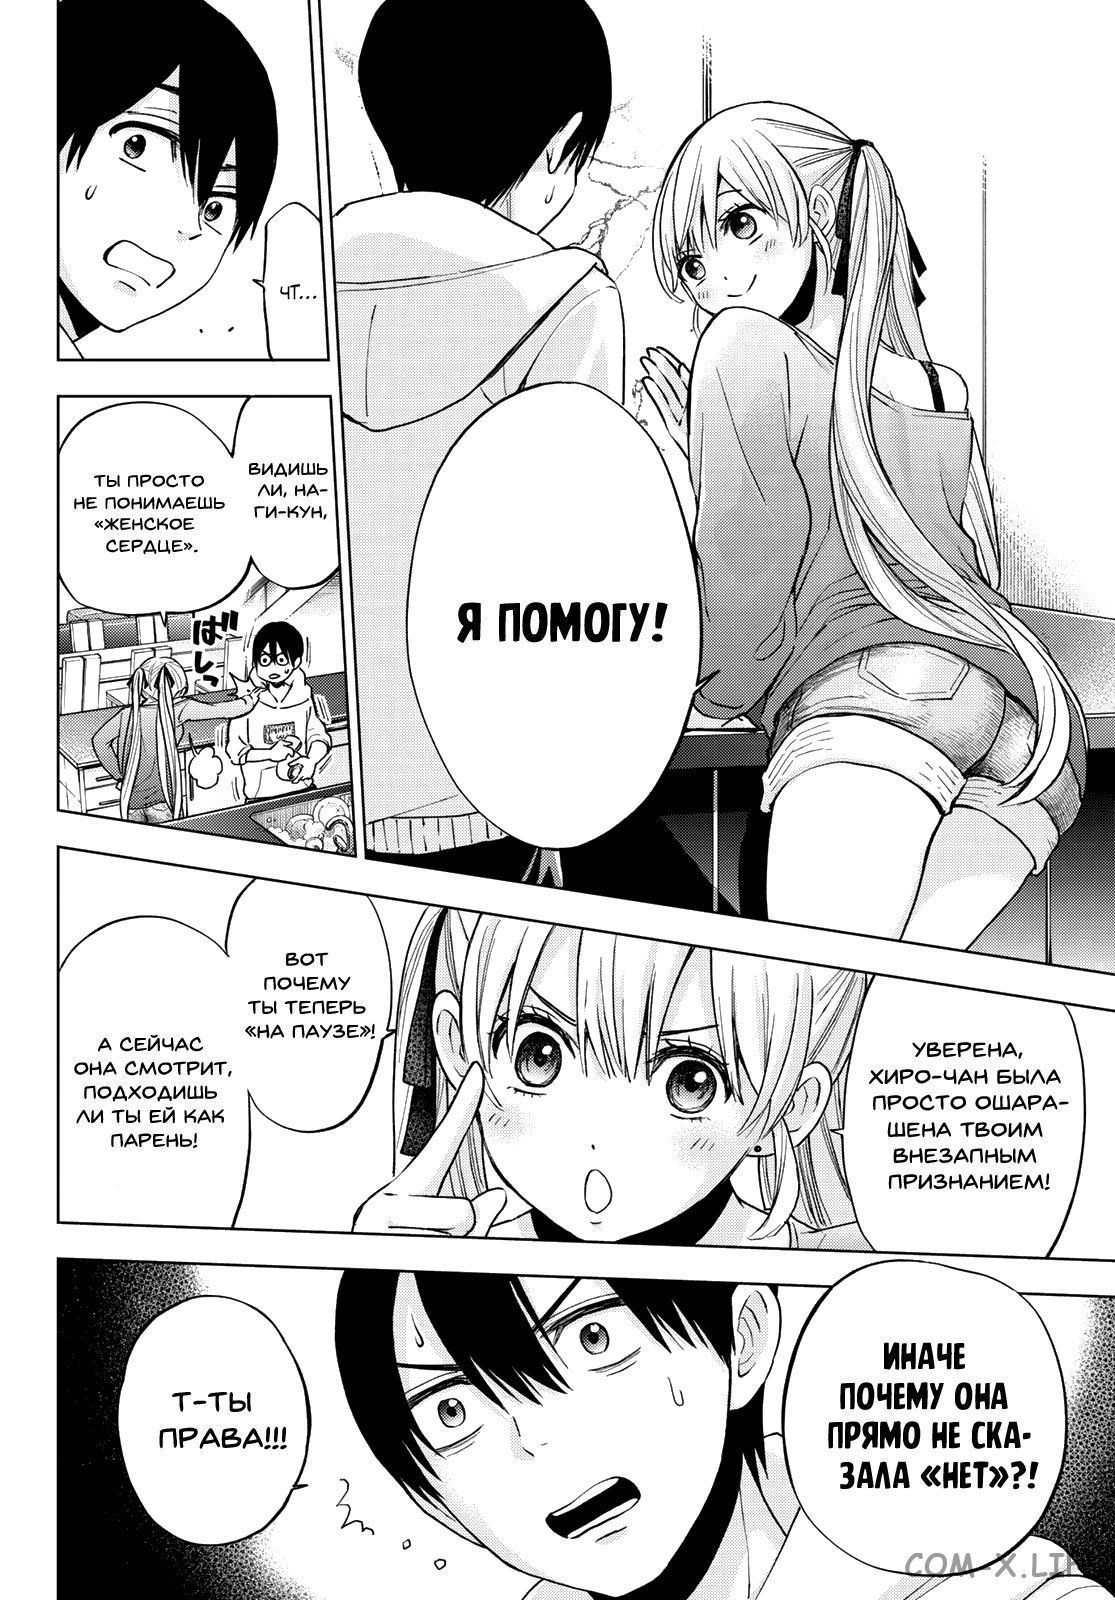 Я ПОМОГУ!
ЧТ...
ВИДИШЬ
ЛИ, НА-
ГИ-КУН,
ТЫ ПРОСТО
НЕ ПОНИМАЕШЬ
«ЖЕНСКОЕ
СЕРДЦЕ».
ばしっ
УВЕРЕНА,
ХИРО-ЧАН БЫЛА
ПРОСТО ОШАРА-
ШЕНА ТВОИМ
ВНЕЗАПНЫМ
ПРИЗНАНИЕМ!
ВОТ
ПОЧЕМУ
ТЫ ТЕПЕРЬ
«НА ПАУЗЕ»!
А СЕЙЧАС
ОНА СМОТРИТ,
ПОДХОДИШЬ
ЛИ ТЫ ЕЙ КАК
ПАРЕНЬ!
ИНАЧЕ
ПОЧЕМУ ОНА
ПРЯМО НЕ СКА-
ЗАЛА «НЕТ»?!
Т-ТЫ
ПРАВА!!!
COM-X.LIFE